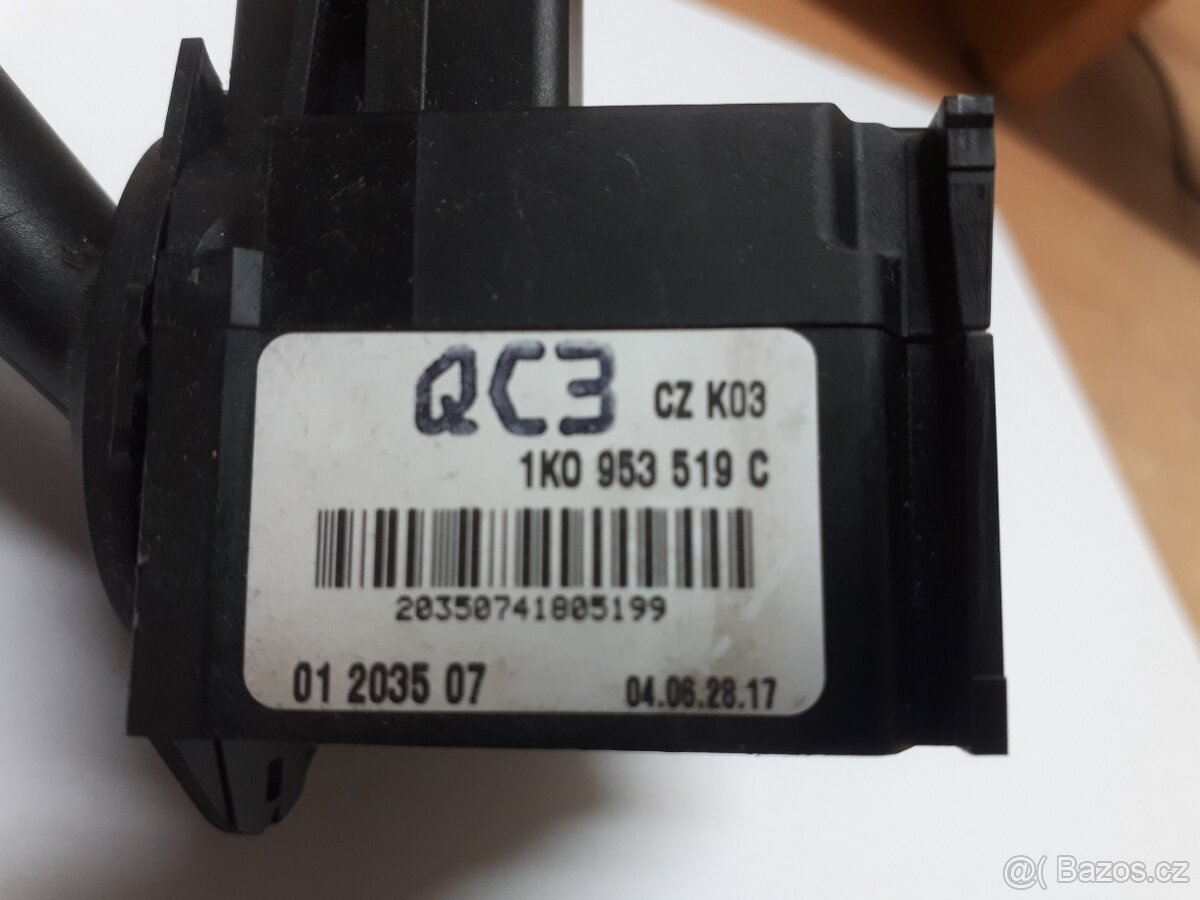 QC3 CZ K03
1K0 953 519 C
20350741805199
01 2035 07 04.06.28.17
@( Bazos.cz